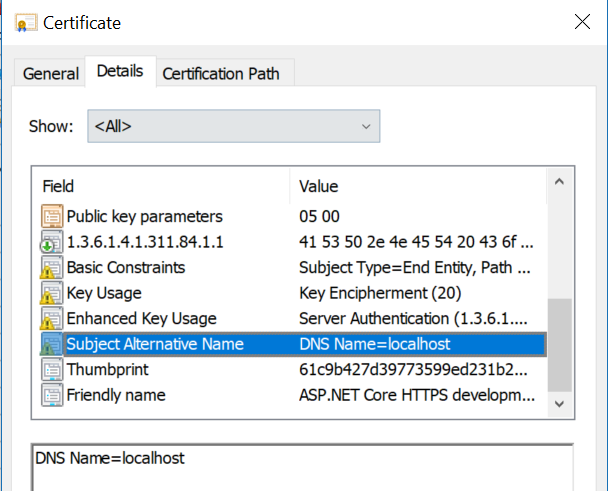 Certificate
General Details Certification Path
Show: <All>
Field Value
Public key parameters 05 00
1.3.6.1.4.1.311.84.1.1 41 53 50 2e 4e 45 54 20 43 6f ...
Basic Constraints Subject Type=End Entity, Path ...
Key Usage Key Encipherment (20)
Enhanced Key Usage Server Authentication (1.3.6.1....
Subject Alternative Name DNS Name=localhost
Thumbprint 61c9b427d39773599ed231b2...
Friendly name ASP.NET Core HTTPS developm...
DNS Name=localhost